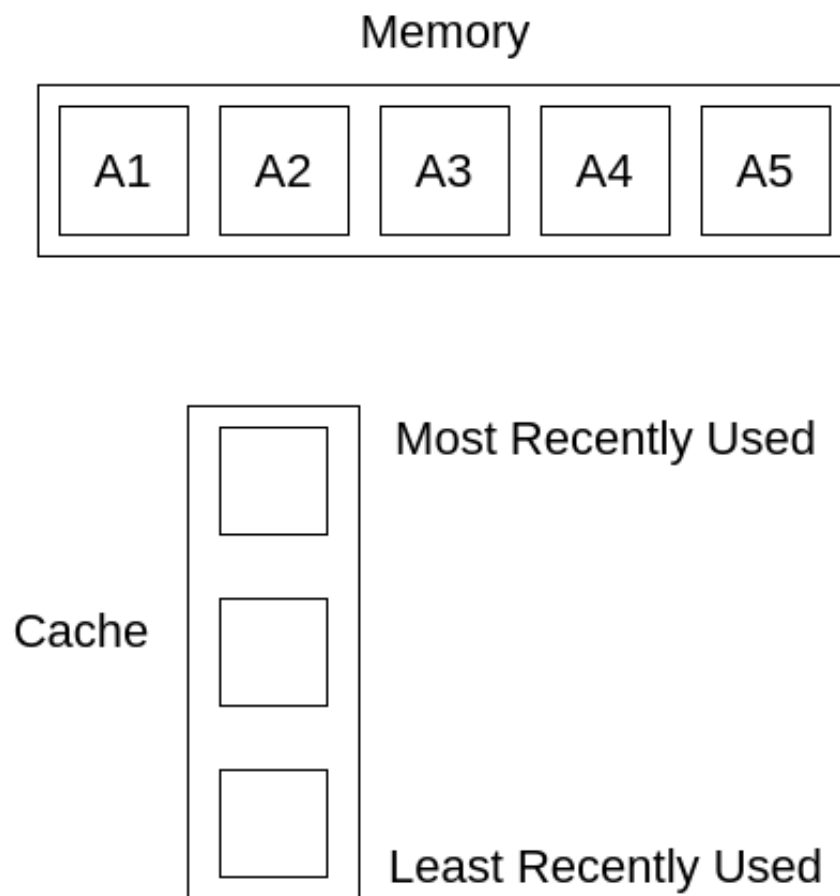 Memory
A1 A2 A3 A4 A5
Most Recently Used
Cache
Least Recently Used